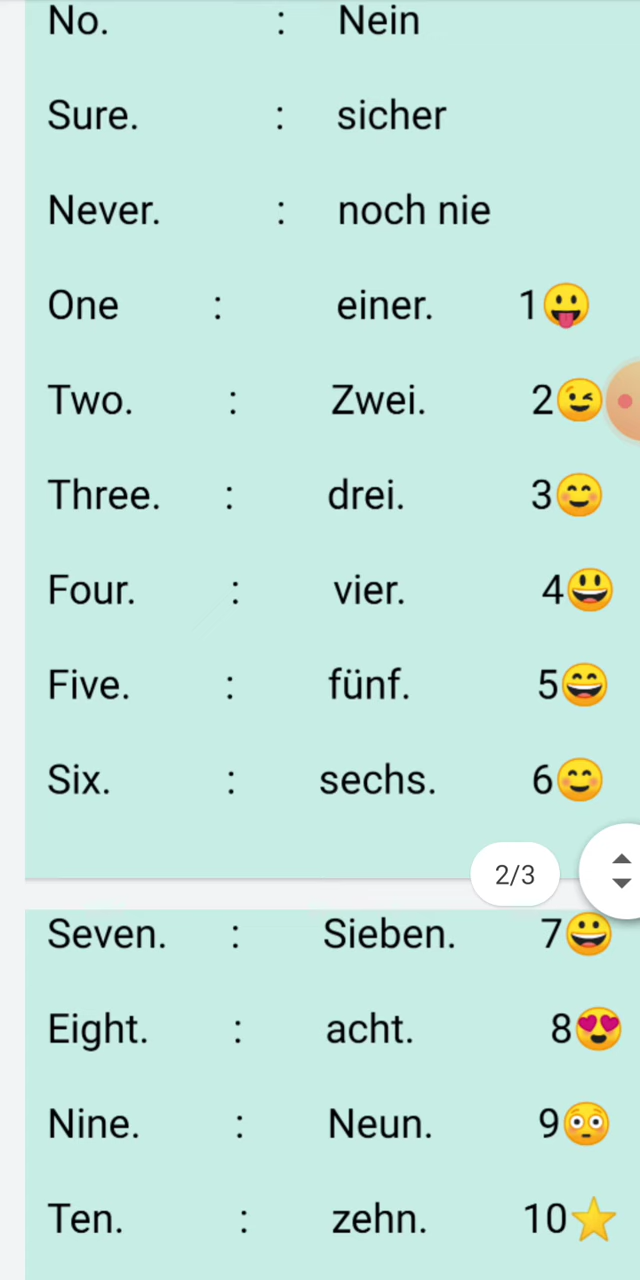 No. : Nein
Sure. : sicher
Never. : noch nie
One : einer. 1😛
Two. : Zwei. 2😉
Three. : drei. 3😊
Four. : vier. 4😃
Five. : fünf. 5😄
Six. : sechs. 6😊
2/3
Seven. : Sieben. 7😀
Eight. : acht. 8😍
Nine. : Neun. 9😳
Ten. : zehn. 10⭐